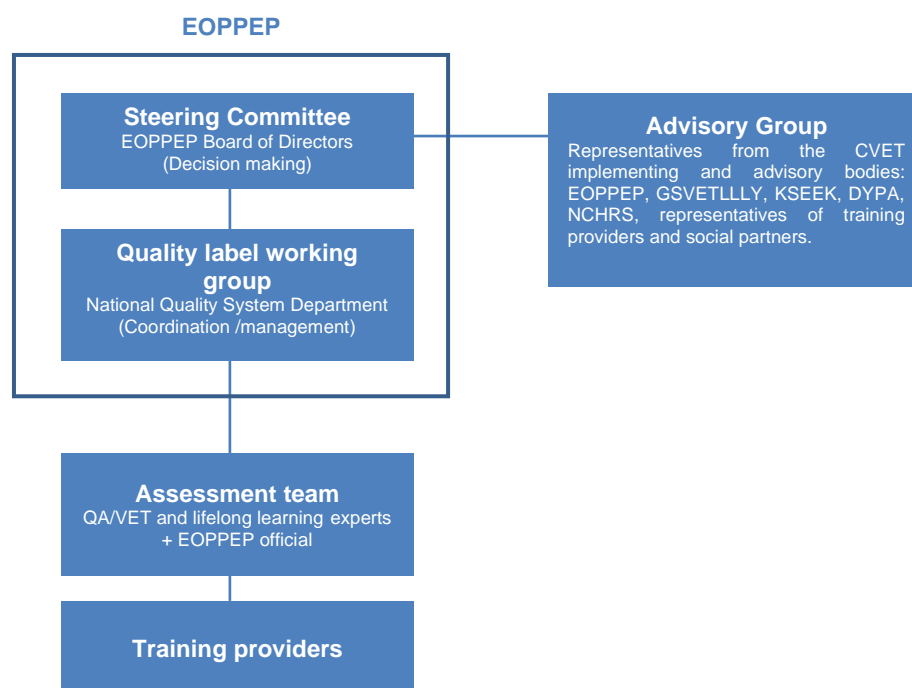 EOPPEP
Steering Committee
EOPPEP Board of Directors
(Decision making)
Advisory Group
Representatives from the CVET
implementing and advisory bodies:
EOPPEP, GSVETLLLY, KSEEK, DYPA,
NCHRS, representatives of training
providers and social partners.
Quality label working
group
National Quality System Department
(Coordination /management)
Assessment team
QA/VET and lifelong learning experts
+ EOPPEP official
Training providers